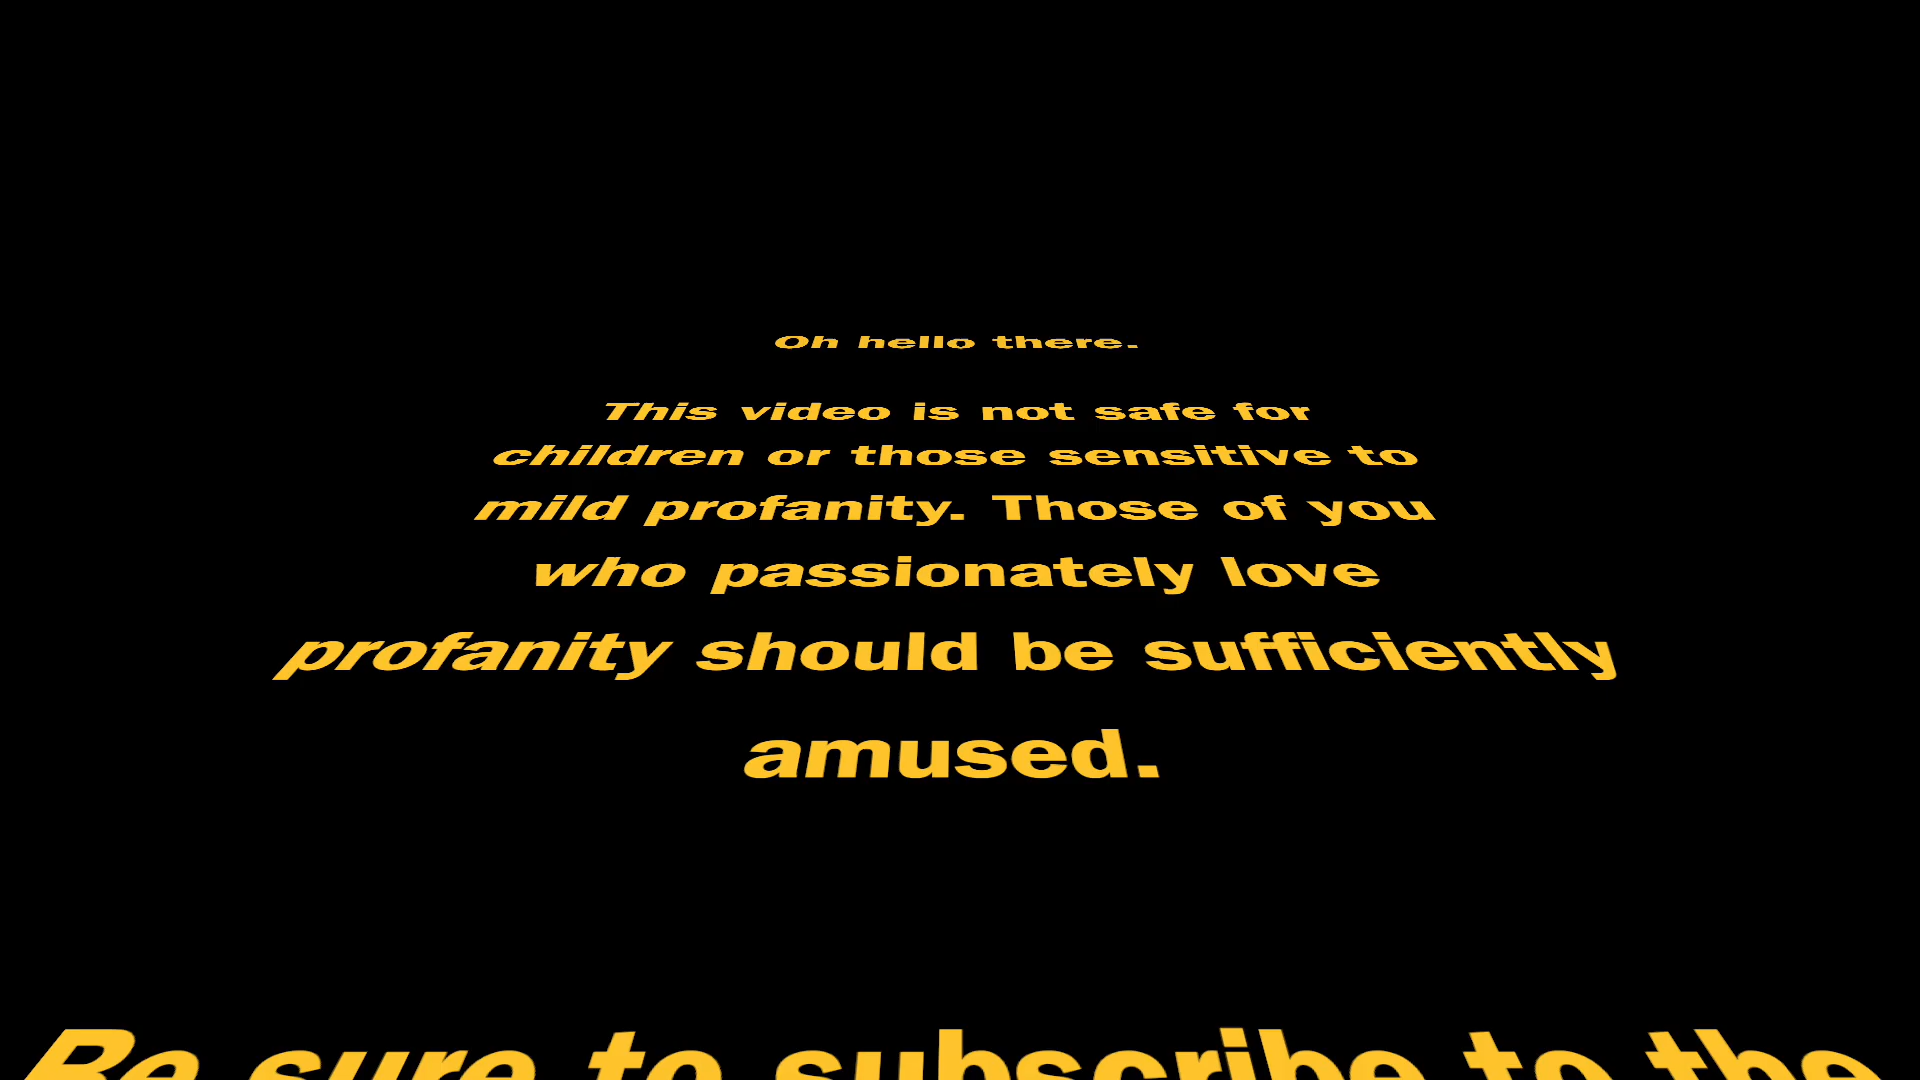 Oh hello there.
This video is not safe for
children or those sensitive to
mild profanity. Those of you
who passionately love
profanity should be sufficiently
amused.
Be sure to subscribe to the